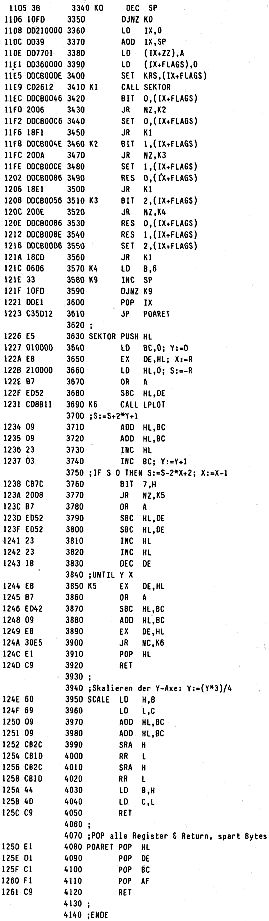 1105 3B 3340 K0 DEC SP
1106 10FD 3350 DJNZ K0
1108 DD210000 3360 LD IX,0
110C DD39 3370 ADD IX,SP
110E DD7701 3380 LD (IX+ZZ),A
11E1 DD360000 3390 LD (IX+FLAGS),0
11E5 DDCB00DE 3400 SET KRS,(IX+FLAGS)
11E9 CD2612 3410 K1 CALL SEKTOR
11EC DDCB0046 3420 BIT 0,(IX+FLAGS)
11F0 2006 3430 JR NZ,K2
11F2 DDCB00C6 3440 SET 0,(IX+FLAGS)
11F6 18F1 3450 JR K1
11F8 DDCB004E 3460 K2 BIT 1,(IX+FLAGS)
11FC 200A 3470 JR NZ,K3
11FE DDCB00CE 3480 SET 1,(IX+FLAGS)
1202 DDCB0086 3490 RES 0,(IX+FLAGS)
1206 18E1 3500 JR K1
1208 DDCB0056 3510 K3 BIT 2,(IX+FLAGS)
120C 200E 3520 JR NZ,K4
120E DDCB0086 3530 RES 0,(IX+FLAGS)
1212 DDCB008E 3540 RES 1,(IX+FLAGS)
1216 DDCB00D6 3550 SET 2,(IX+FLAGS)
121A 18CD 3560 JR K1
121C 0606 3570 K4 LD B,6
121E 33 3580 K9 INC SP
121F 10FD 3590 DJNZ K9
1221 DDE1 3600 POP IX
1223 C35D12 3610 JP POARET
3620 ;
1226 E5 3630 SEKTOR PUSH HL
1227 010000 3640 LD BC,0; Y:=0
122A EB 3650 EX DE,HL; X:=R
122B 210000 3660 LD HL,0; S:=-R
122E B7 3670 OR A
122F ED52 3680 SBC HL,DE
1231 CD8B11 3690 K6 CALL LPLOT
3700 ;S:=S+2*Y+1
1234 09 3710 ADD HL,BC
1235 09 3720 ADD HL,BC
1236 23 3730 INC HL
1237 03 3740 INC BC; Y:=Y+1
3750 ;IF S 0 THEN S:=S-2*X+2; X:=X-1
1238 CB7C 3760 BIT 7,H
123A 2008 3770 JR NZ,K5
123C B7 3780 OR A
123D ED52 3790 SBC HL,DE
123F ED52 3800 SBC HL,DE
1241 23 3810 INC HL
1242 23 3820 INC HL
1243 1B 3830 DEC DE
3840 ;UNTIL Y X
1244 EB 3850 K5 EX DE,HL
1245 B7 3860 OR A
1246 ED42 3870 SBC HL,BC
1248 09 3880 ADD HL,BC
1249 EB 3890 EX DE,HL
124A 30E5 3900 JR NC,K6
124C E1 3910 POP HL
124D C9 3920 RET
3930 ;
3940 ;Skalieren der Y-Axe: Y:=(Y*3)/4
124E 60 3950 SCALE LD H,B
124F 69 3960 LD L,C
1250 09 3970 ADD HL,BC
1251 09 3980 ADD HL,BC
1252 CB2C 3990 SRA H
1254 CB1D 4000 RR L
1256 CB2C 4010 SRA H
1258 CB1D 4020 RR L
125A 44 4030 LD B,H
125B 4D 4040 LD C,L
125C C9 4050 RET
4060 ;
4070 ;POP alle Register & Return, spart Bytes
125D E1 4080 POARET POP HL
125E D1 4090 POP DE
125F C1 4100 POP BC
1260 F1 4110 POP AF
1261 C9 4120 RET
4130 ;
4140 ;ENDE